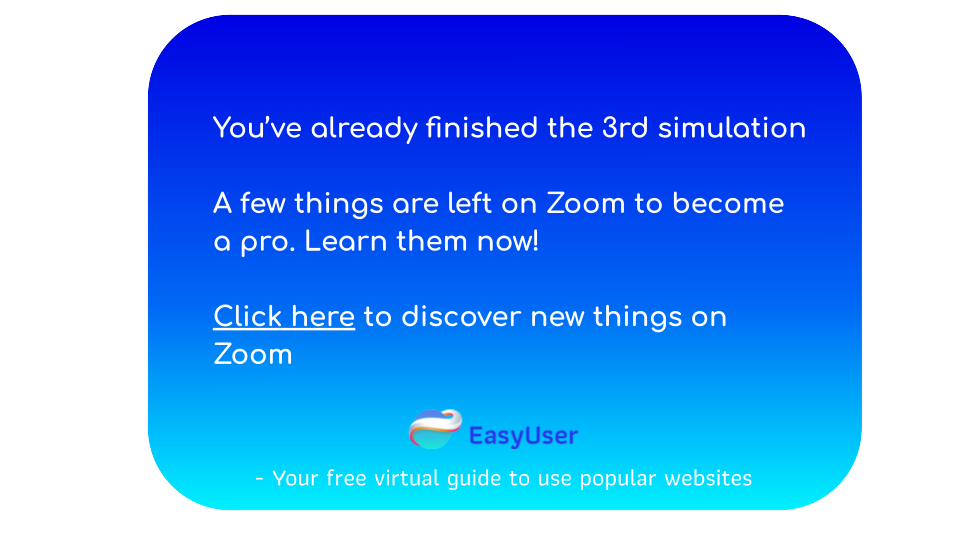 You’ve already finished the 3rd simulation
A few things are left on Zoom to become
a pro. Learn them now!
Click here to discover new things on
Zoom
EasyUser
- Your free virtual guide to use popular websites